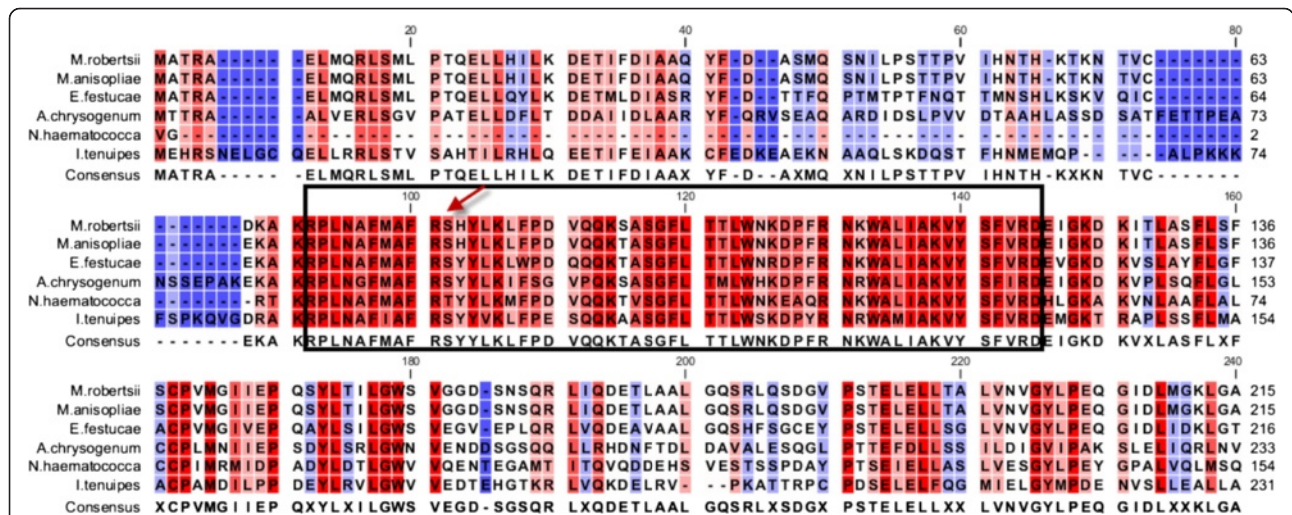 20 40 60 80
M.robertsii MATRA----- -ELMQRLSML PTQELLHILK DETIFDIAAQ YF-D--ASMQ SNILPSTTPV IHNTH-KTKN TVC------- 63
M.anisopliae MATRA----- -ELMQRLSML PTQELLHILK DETIFDIAAQ YF-D--ASMQ SNILPSTTPV IHNTH-KTKN TVC------- 63
E.festucae MATRA----- -ELMQRLSML PTQELLQYLK DETMLDIASR YF-D--TTFQ PTMTPTFNQT TMNSHLKSKV QIC------- 64
A.chrysogenum MTTRA----- -ALVERLSGV PATELLDFLT DDAIIDLAAR YF-QRVSEAQ ARDIDSLPVV DTAAHLASSD SATFETTPEA 73
N.haematococca VG-------- ---------- ---------- ---------- ---------- ---------- ---------- ---------- 2
I.tenuipes MEHRSNELGC QELLRRLSTV SAHTILRHLQ EETIFEIAAK CFEDKEAEKN AAQLSKDQST FHNMEMQP-- ----ALPKKK 74
Consensus MATRA----- -ELMQRLSML PTQELLHILK DETIFDIAAX YF-D-AXMQ XNILPSTTPV IHNTH-KXKN TVC-------
100 120 140 160
M.robertsii -------DKA KRPLNAFMAF RSHYLKLFPD VQQKSASGFL TTLWNKDPFR NKWALIAKVY SFVRDEIGKD KITLASFLSF 136
M.anisopliae -------EKA KRPLNAFMAF RSYYLKLFPD VQQKTASGFL TTLWNKDPFR NKWALIAKVY SFVRDEIGKD KISLASFLSF 136
E.festucae -------EKA KRPLNAFMAF RSYYLKLWPD VQQKTASGFL TTLWNRDPFR NKWALIAKVY SFVRDEVGKD KVSLAYFLGF 137
A.chrysogenum NSSEPAKEKA KRPLNGFMAF RSYYLKIFSG VPQKSASGFL TMLWHKDPFR NRWALIAKVY SFIRDEIGKD KVPLSQFLGL 153
N.haematococca --------RTK KRPLNAFMAF RTYYLKMFPD VQQKTVSGFL TTLWNKEAQR NKWALIAKVY SFVRDHLGKA KVNLAAFLAF 74
I.tenuipes FSPKQVGDRA KRPLNAFIAF RSYYVKLFPE SQQKAASGFL TTLWSKDPYR NRWAMIAKVY SFVRDEMGKT RAPLSSFLMA 154
Consensus -------EKA KRPLNAFMAF RSYYLKLFPD VQQKTASGFL TTLWNKDPFR NKWALIAKVY SFVRDEIGKD KVXLASFLXF
180 200 220 240
M.robertsii SCPVMGIIEP QSYLTILGWS VGGD-SNSQR LIQDETLAAL GQSRLQSDGV PSTELELLTA LVNVGYLPEQ GIDLMGKLGA 215
M.anisopliae SCPVMGIIEP QSYLTILGWS VGGD-SNSQR LIQDETLAAL GQSRLQSDGV PSTELELLTA LVNVGYLPEQ GIDLMGKLGA 215
E.festucae ACPVMGIVEP QAYLSILGWS VEGV-EPLQR LVQDEAVAAL GQSHFSGCEY PSTELELLSG LVNVGYLPEQ GIDLIDKLGT 216
A.chrysogenum CCPLMNIIEP SDYLSRLGWN VENDDSGSQQ LLRHDNFTDL DAVALESQGL PTTEFDLLSS ILDIGVIPAK SLELIQRLNV 233
N.haematococca CCPIMRMIDP ADYLDTLGWV VQENTEGAMT ITQVQDDEHS VESTSSPDAY PTSEIELLAS LVESGYLPEY GPALVQLMSQ 154
I.tenuipes ACPAMDILPP DEYLRVLGWV VEDTEHGTKR LVQKDELRV- --PKATTRPC PDSELELFQG MIELGYMPDE NVSLLEALLA 231
Consensus XCPVMGIIEP QXYLXILGWS VEGD-SGSQR LXQDETLAAL GQSRLXSDGX PSTELELLXX LVNVGYLPEQ GIDLXXKLGA